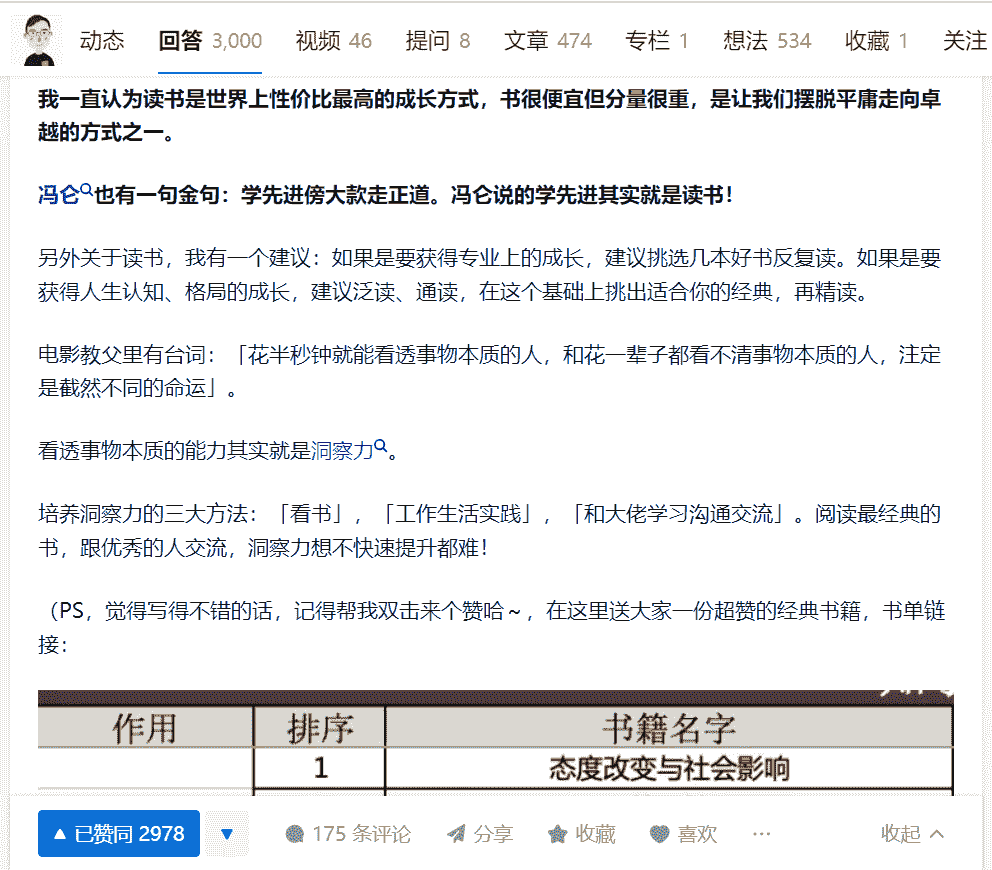 动态 回答 3,000 视频 46 提问 8 文章 474 专栏 1 想法 534 收藏 1 关注
我一直认为读书是世界上性价比最高的成长方式，书很便宜但分量很重，是让我们摆脱平庸走向卓
越的方式之一。
冯仑也有一句金句：学先进傍大款走正道。冯仑说的学先进其实就是读书！
另外关于读书，我有一个建议：如果是要获得专业上的成长，建议挑选几本好书反复读。如果是要
获得人生认知、格局的成长，建议泛读、通读，在这个基础上挑出适合你的经典，再精读。
电影教父里有台词：「花半秒钟就能看透事物本质的人，和花一辈子都看不清事物本质的人，注定
是截然不同的命运」。
看透事物本质的能力其实就是洞察力。
培养洞察力的三大方法：「看书」，「工作生活实践」，「和大佬学习沟通交流」。阅读最经典的
书，跟优秀的人交流，洞察力想不快速提升都难！
（PS，觉得写得不错的话，记得帮我双击来个赞哈～，在这里送大家一份超赞的经典书籍，书单链
接：
作用 排序 书籍名字
1 态度改变与社会影响
已赞同 2978 175 条评论 分享 收藏 喜欢 ··· 收起